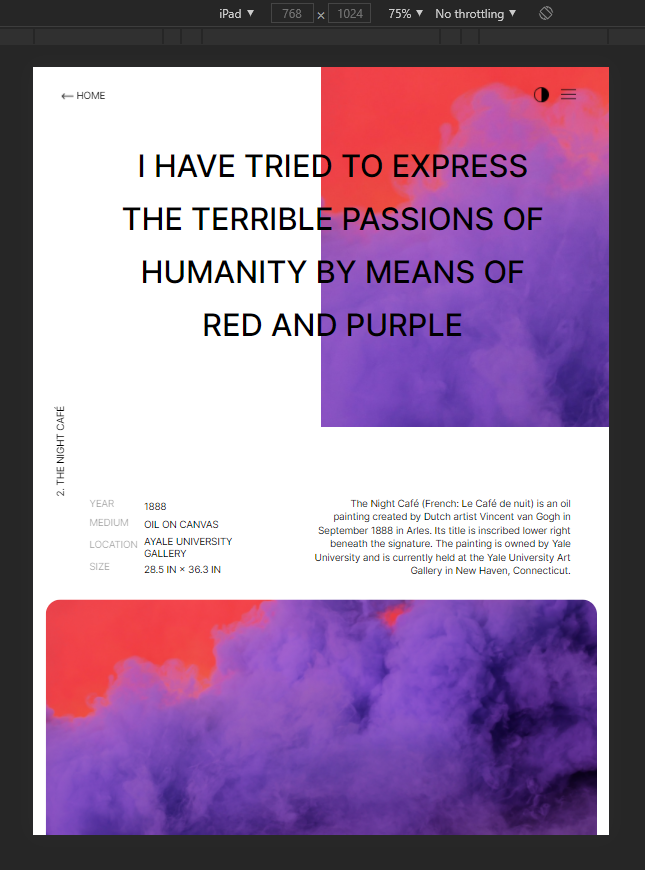 iPad ▼ 768 × 1024 75% ▼ No throttling ▼
← HOME
I HAVE TRIED TO EXPRESS
THE TERRIBLE PASSIONS OF
HUMANITY BY MEANS OF
RED AND PURPLE
2. THE NIGHT CAFÉ
YEAR 1888
MEDIUM OIL ON CANVAS
LOCATION AYALE UNIVERSITY
GALLERY
SIZE 28.5 IN × 36.3 IN
The Night Café (French: Le Café de nuit) is an oil
painting created by Dutch artist Vincent van Gogh in
September 1888 in Arles. Its title is inscribed lower right
beneath the signature. The painting is owned by Yale
University and is currently held at the Yale University Art
Gallery in New Haven, Connecticut.